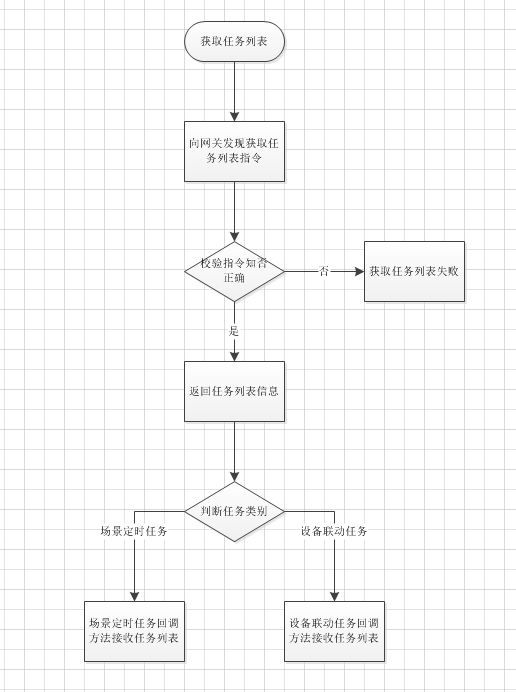 获取任务列表
向网关发现获取任
务列表指令
校验指令知否
正确
否
获取任务列表失败
是
返回任务列表信息
判断任务类别
场景定时任务
设备联动任务
场景定时任务回调
方法接收任务列表
设备联动任务回调
方法接收任务列表